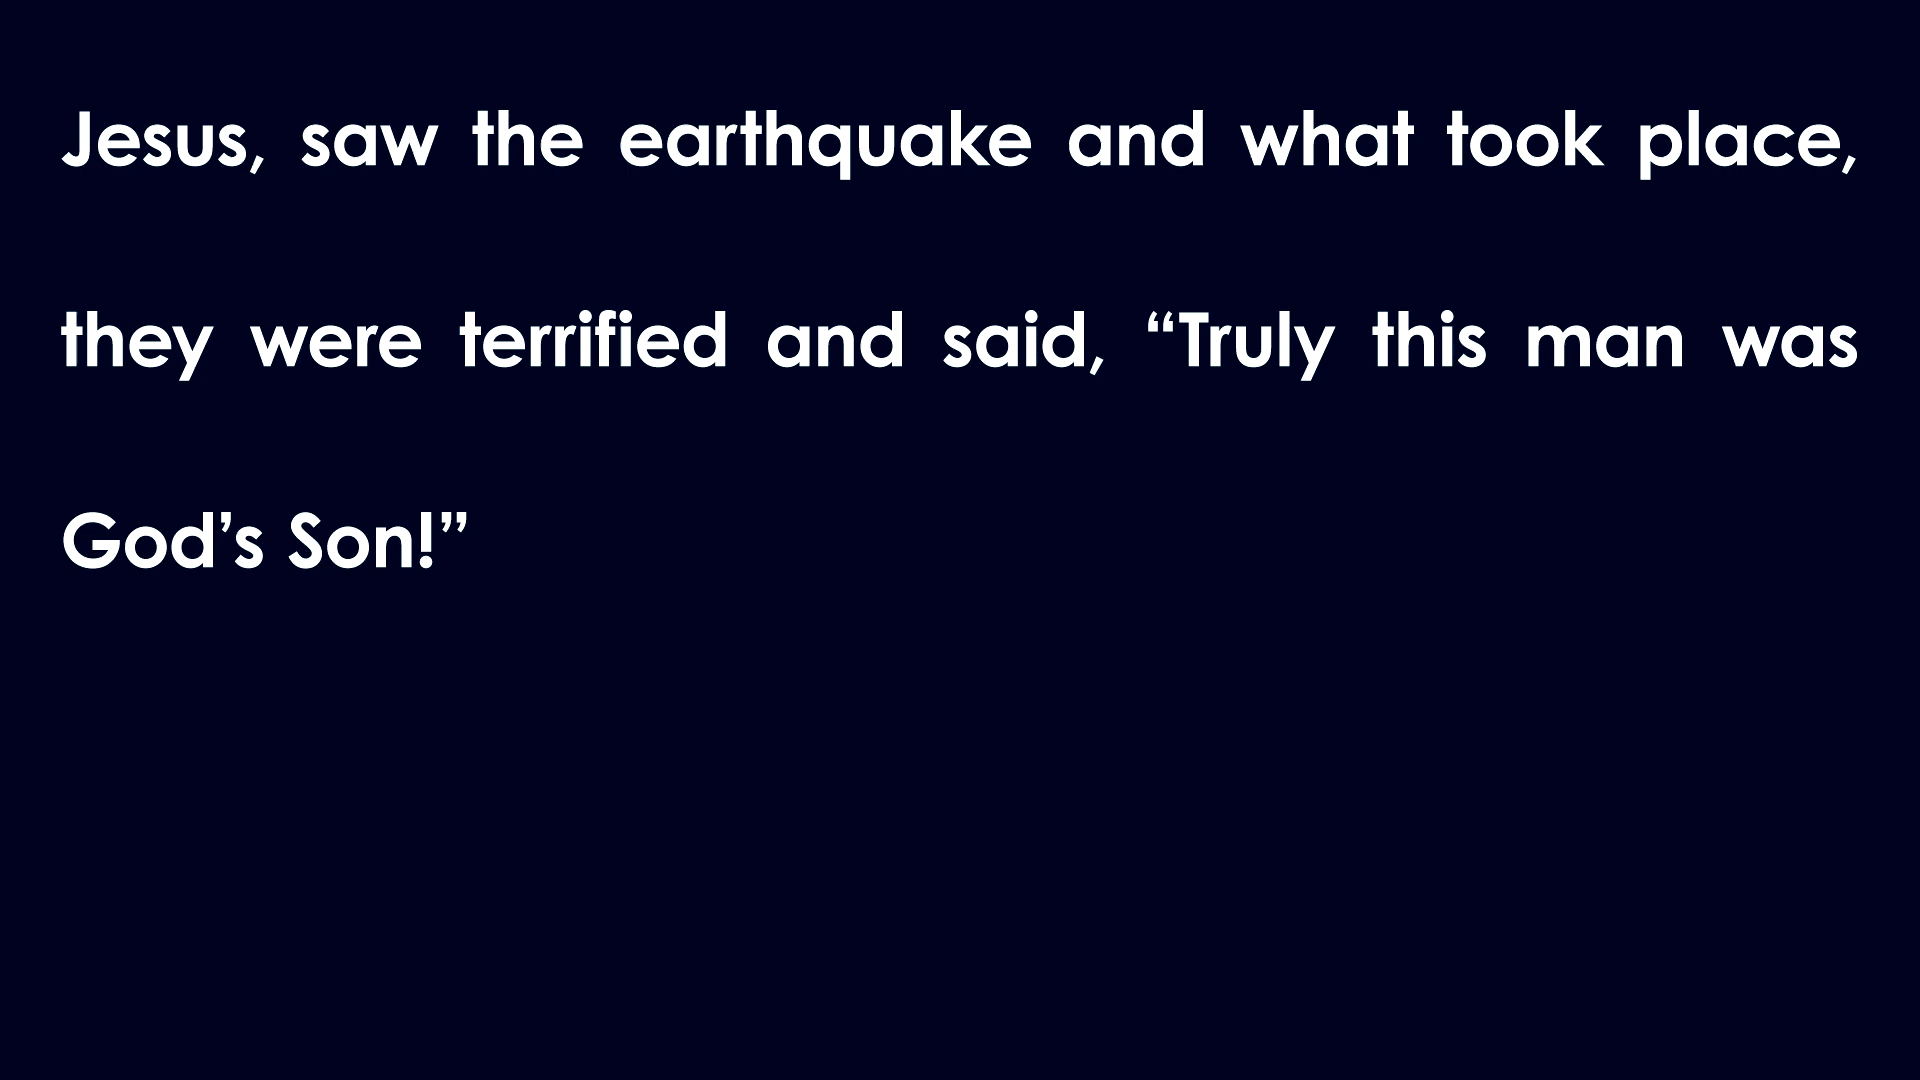 Jesus, saw the earthquake and what took place,
they were terrified and said, “Truly this man was
God’s Son!”